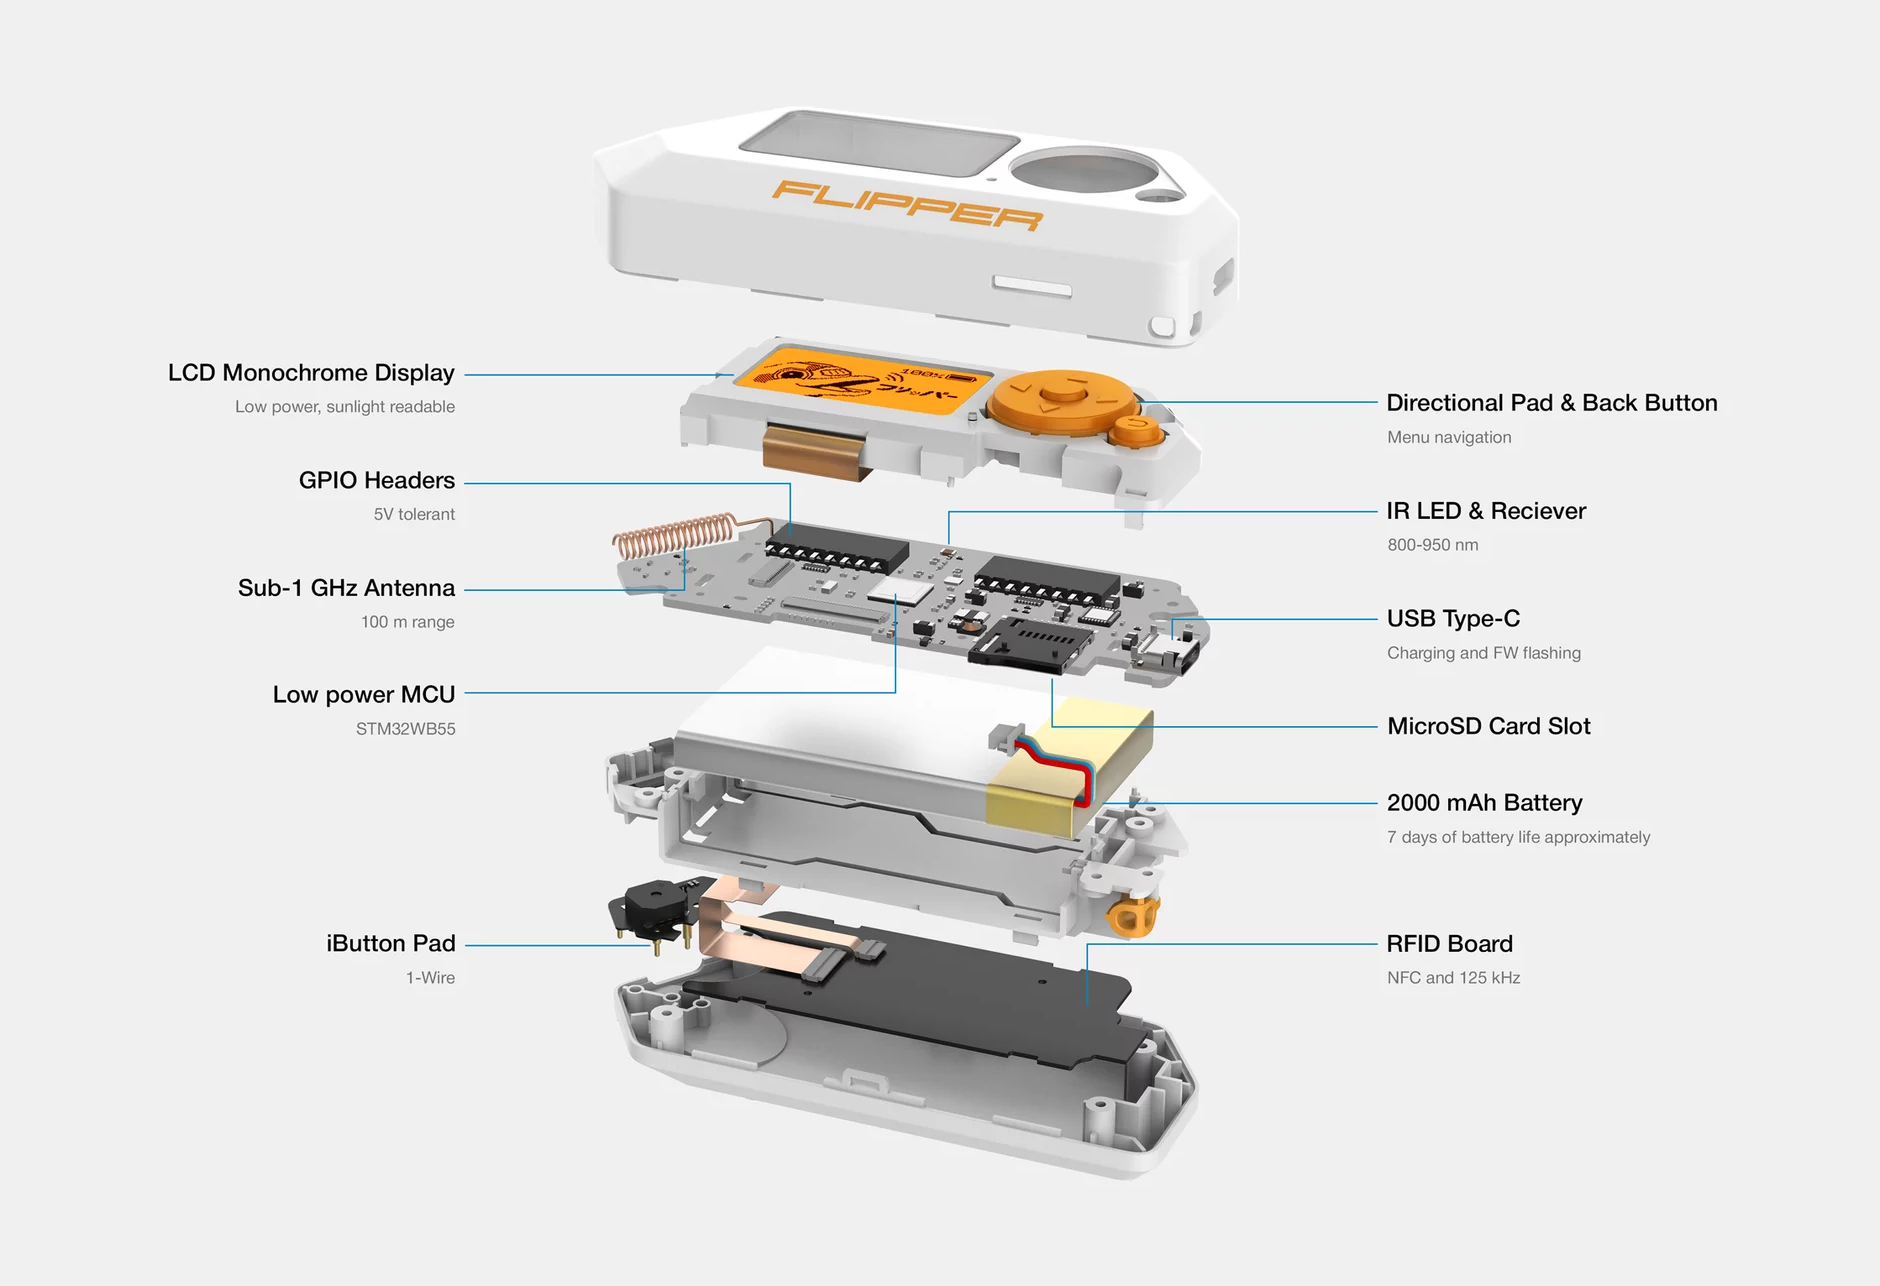 FLIPPER
100%
LCD Monochrome Display
Low power, sunlight readable
GPIO Headers
5V tolerant
Sub-1 GHz Antenna
100 m range
Low power MCU
STM32WB55
iButton Pad
1-Wire
Directional Pad & Back Button
Menu navigation
IR LED & Reciever
800-950 nm
USB Type-C
Charging and FW flashing
MicroSD Card Slot
2000 mAh Battery
7 days of battery life approximately
RFID Board
NFC and 125 kHz